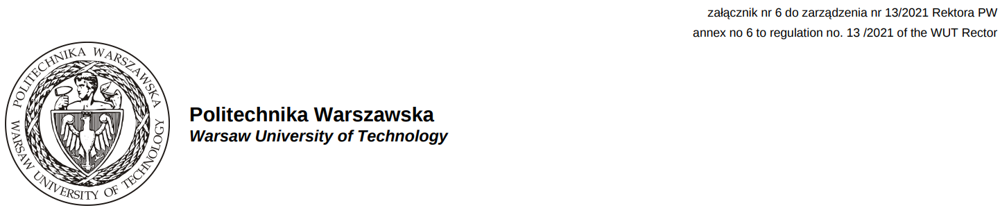 załącznik nr 6 do zarządzenia nr 13/2021 Rektora PW
annex no 6 to regulation no. 13 /2021 of the WUT Rector
POLITECHNIKA WARSZAWSKA
WARSAW UNIVERSITY OF TECHNOLOGY
Politechnika Warszawska
Warsaw University of Technology